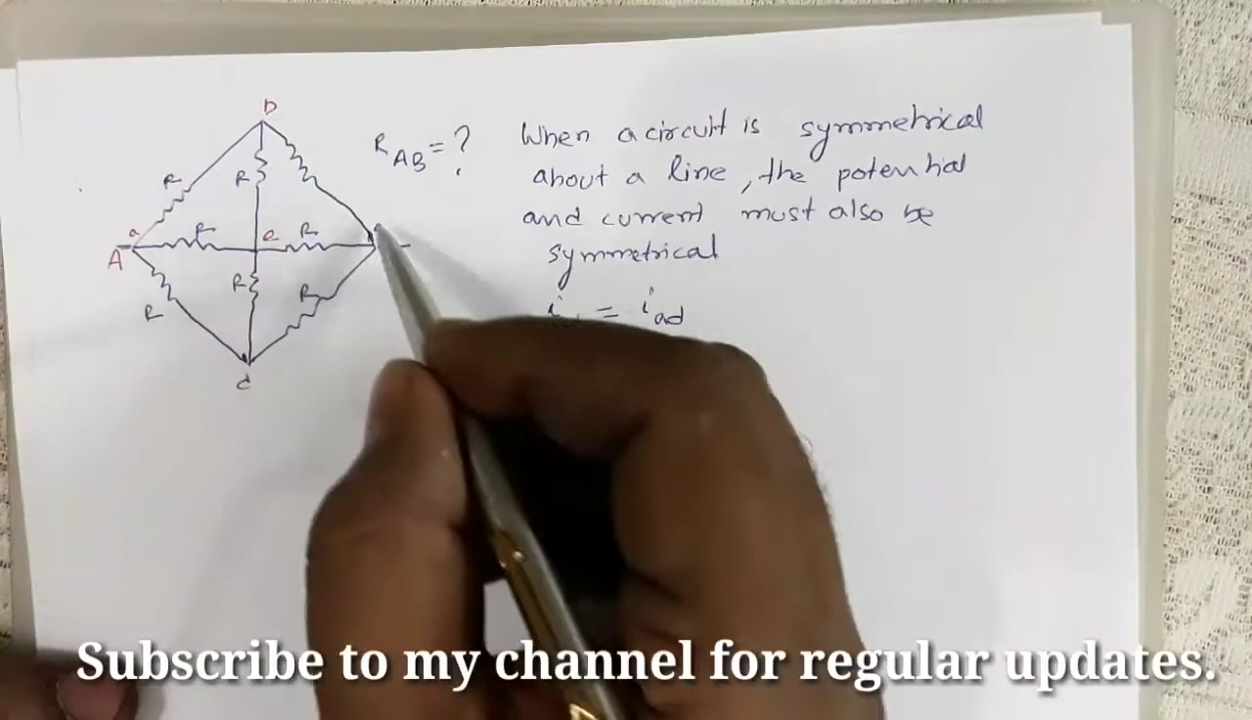 D
R_AB = ?
When a circuit is symmetrical
about a line, the potential
and current must also be
symmetrical
= i_ad
R
R
a
R
e
R
A
R
R
R
d
Subscribe to my channel for regular updates.